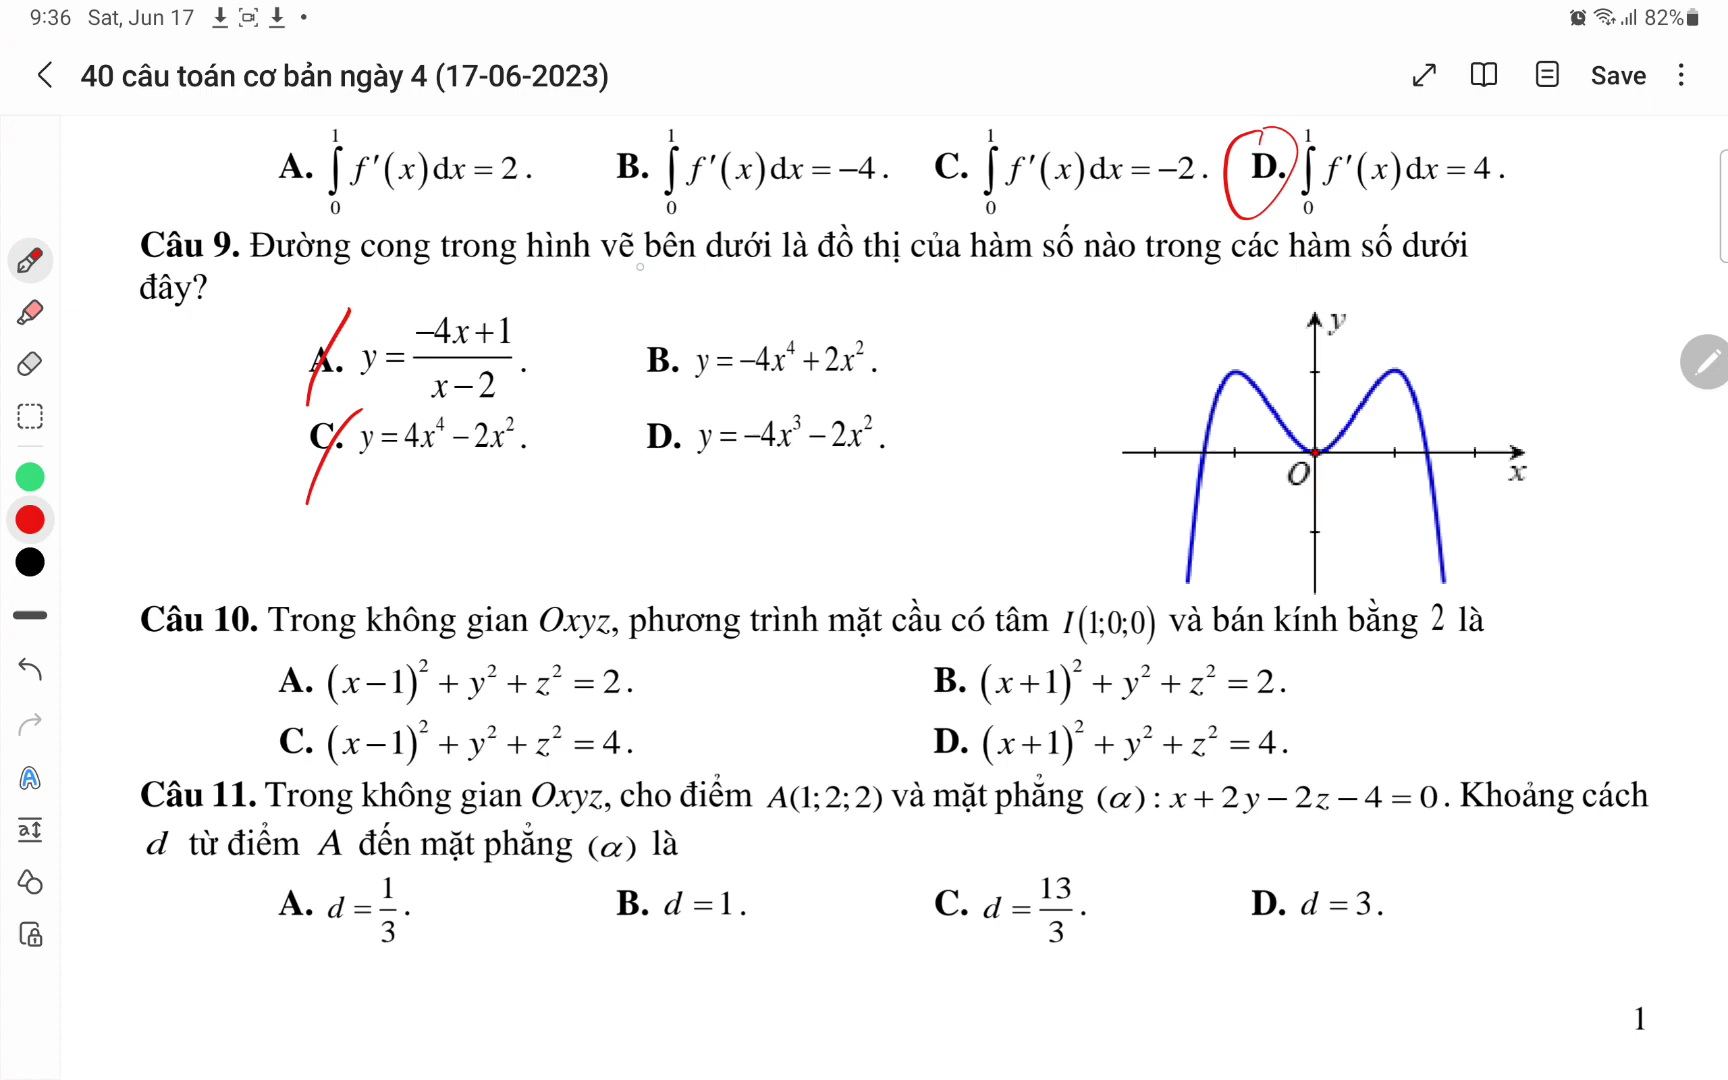 9:36 Sat, Jun 17 82%
40 câu toán cơ bản ngày 4 (17-06-2023) Save
A. ∫₀¹ f′(x)dx = 2. B. ∫₀¹ f′(x)dx = −4. C. ∫₀¹ f′(x)dx = −2. D. ∫₀¹ f′(x)dx = 4.
Câu 9. Đường cong trong hình vẽ bên dưới là đồ thị của hàm số nào trong các hàm số dưới
đây?
A. y = (−4x+1)/(x−2). B. y = −4x⁴ + 2x².
C. y = 4x⁴ − 2x². D. y = −4x³ − 2x².
y
O
x
Câu 10. Trong không gian Oxyz, phương trình mặt cầu có tâm I(1;0;0) và bán kính bằng 2 là
A. (x−1)² + y² + z² = 2. B. (x+1)² + y² + z² = 2.
C. (x−1)² + y² + z² = 4. D. (x+1)² + y² + z² = 4.
Câu 11. Trong không gian Oxyz, cho điểm A(1;2;2) và mặt phẳng (α): x + 2y − 2z − 4 = 0. Khoảng cách
d từ điểm A đến mặt phẳng (α) là
A. d = 1/3. B. d = 1. C. d = 13/3. D. d = 3.
1